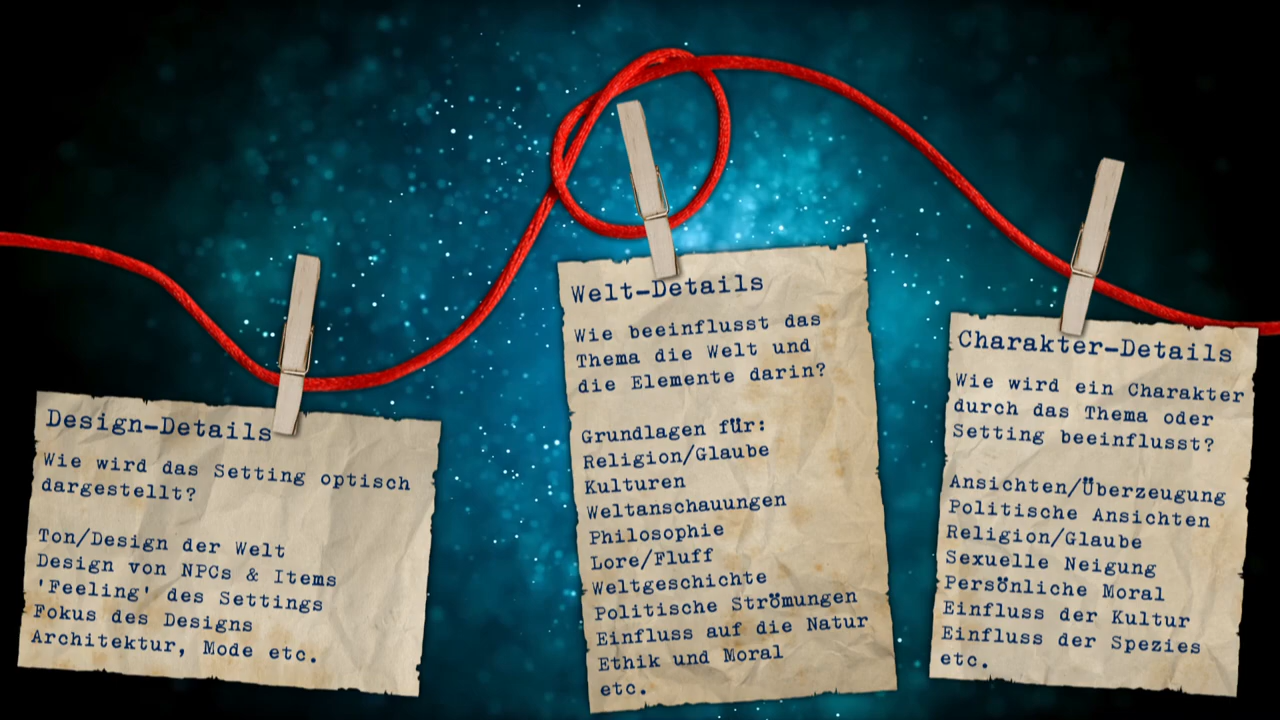 Design-Details
Wie wird das Setting optisch
dargestellt?
Ton/Design der Welt
Design von NPCs & Items
'Feeling' des Settings
Fokus des Designs
Architektur, Mode etc.
Welt-Details
Wie beeinflusst das
Thema die Welt und
die Elemente darin?
Grundlagen für:
Religion/Glaube
Kulturen
Weltanschauungen
Philosophie
Lore/Fluff
Weltgeschichte
Politische Strömungen
Einfluss auf die Natur
Ethik und Moral
etc.
Charakter-Details
Wie wird ein Charakter
durch das Thema oder
Setting beeinflusst?
Ansichten/Überzeugung
Politische Ansichten
Religion/Glaube
Sexuelle Neigung
Persönliche Moral
Einfluss der Kultur
Einfluss der Spezies
etc.